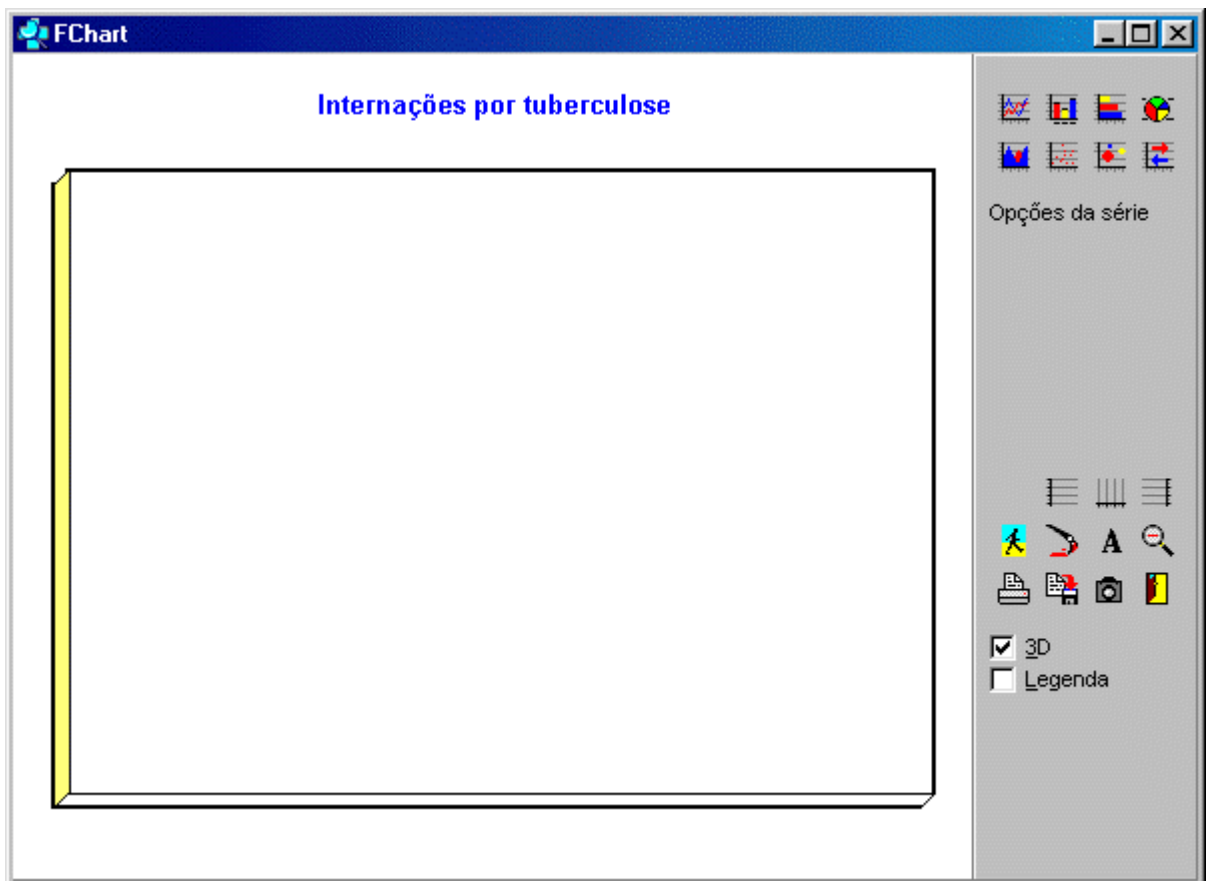 FChart
Internações por tuberculose
Opções da série
A
3D
Legenda